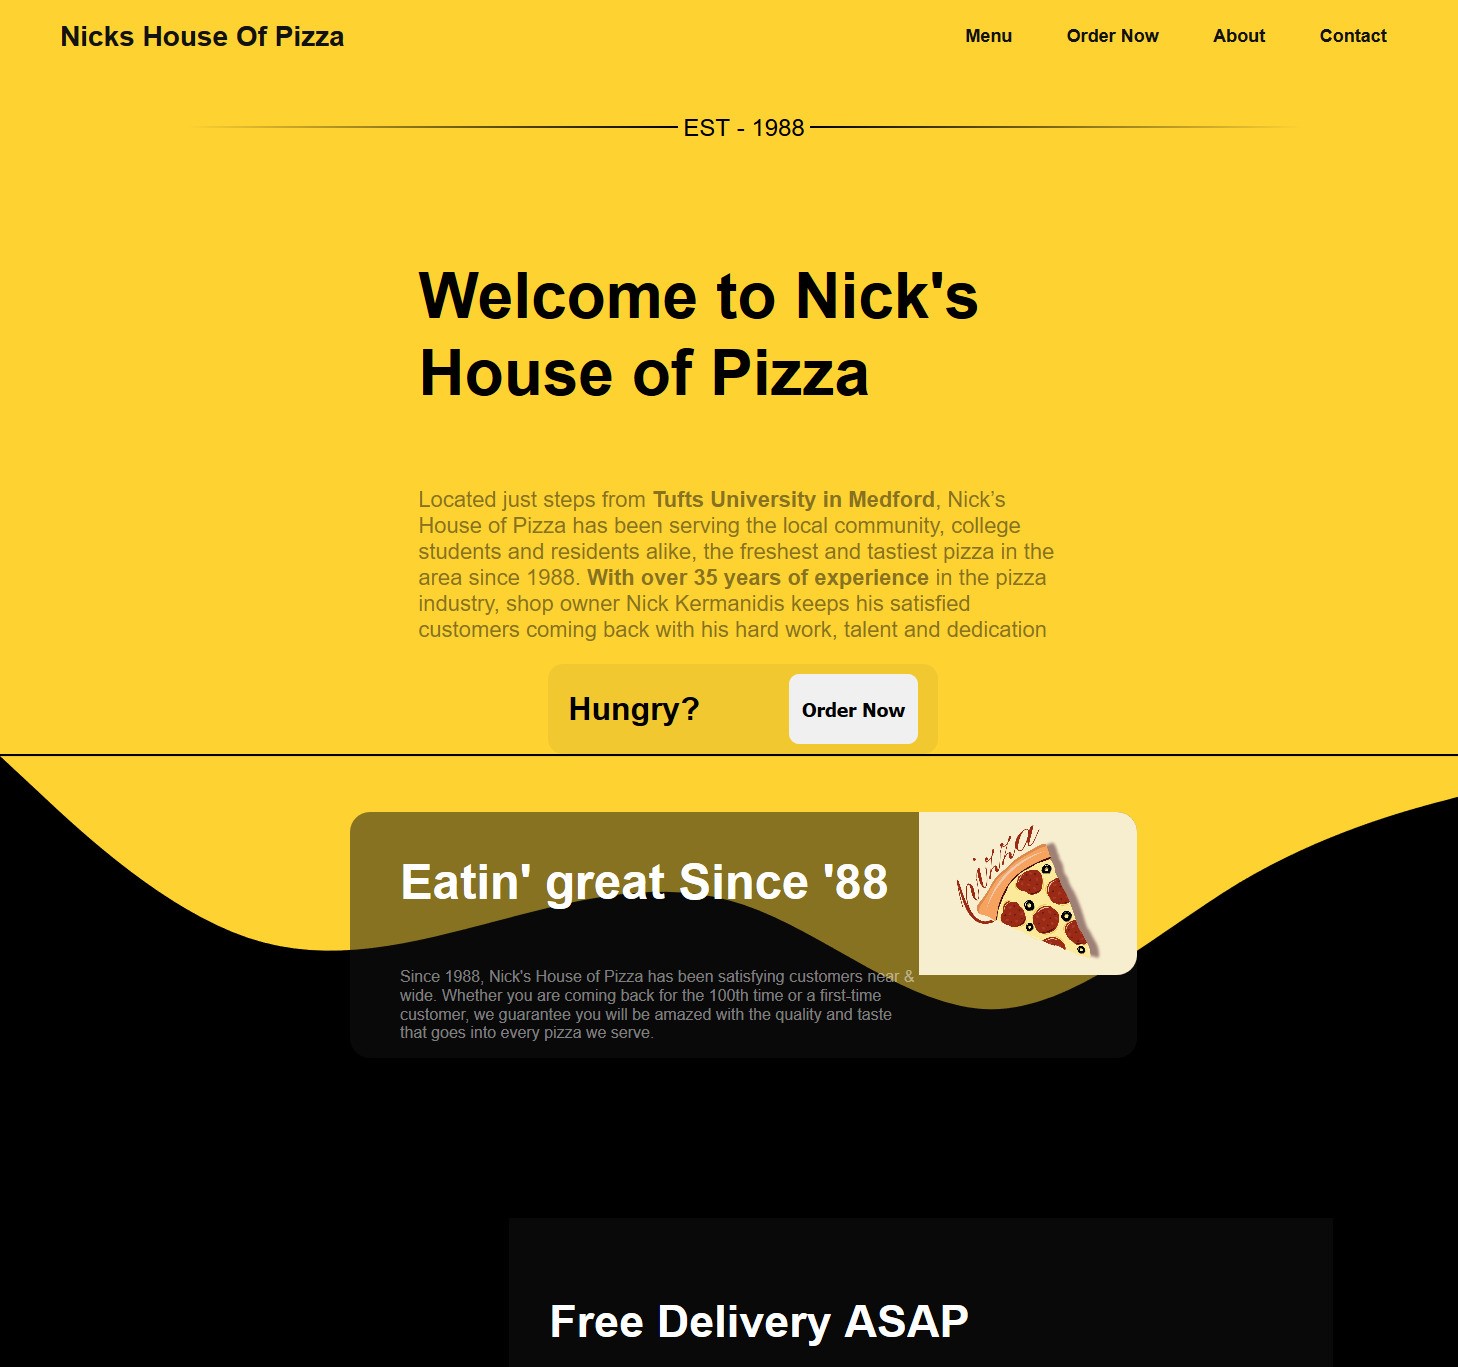 Nicks House Of Pizza
Menu Order Now About Contact
EST - 1988
Welcome to Nick's
House of Pizza
Located just steps from Tufts University in Medford, Nick’s
House of Pizza has been serving the local community, college
students and residents alike, the freshest and tastiest pizza in the
area since 1988. With over 35 years of experience in the pizza
industry, shop owner Nick Kermanidis keeps his satisfied
customers coming back with his hard work, talent and dedication
Hungry?
Order Now
Eatin' great Since '88
pizza
Since 1988, Nick's House of Pizza has been satisfying customers near &
wide. Whether you are coming back for the 100th time or a first-time
customer, we guarantee you will be amazed with the quality and taste
that goes into every pizza we serve.
Free Delivery ASAP